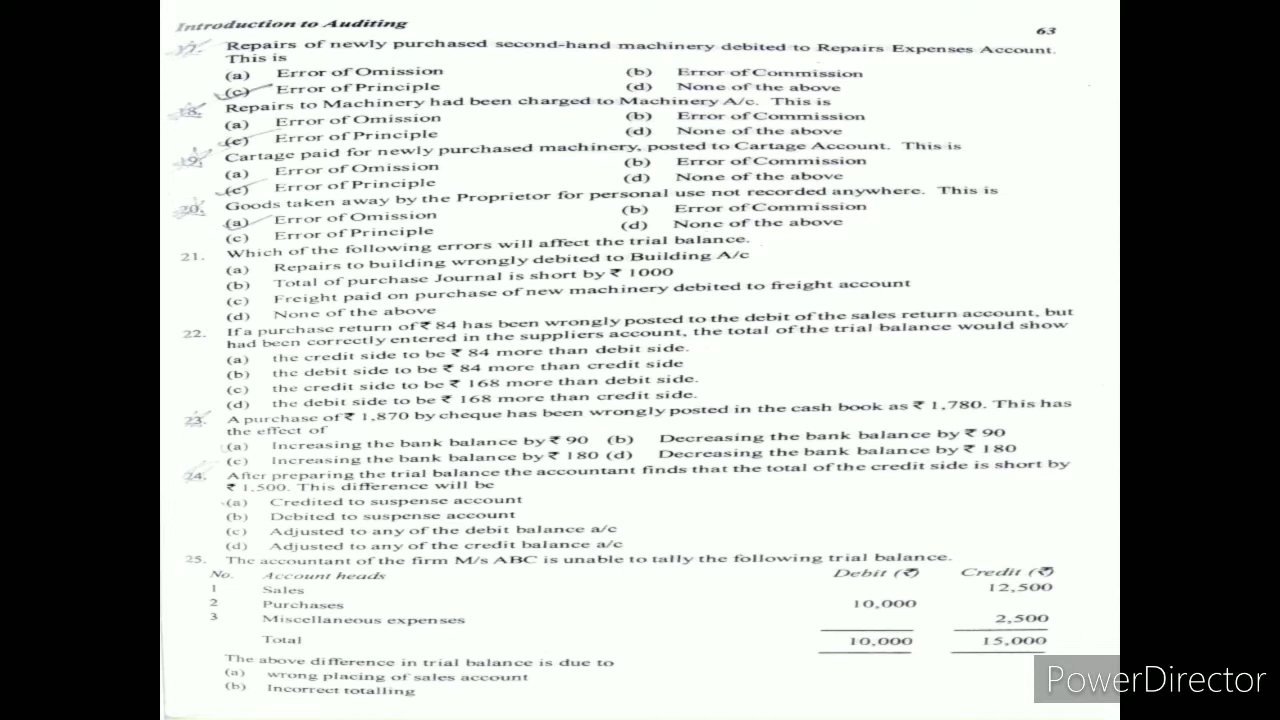 Introduction to Auditing 63
17. Repairs of newly purchased second-hand machinery debited to Repairs Expenses Account.
This is
(a) Error of Omission (b) Error of Commission
(c) Error of Principle (d) None of the above
18. Repairs to Machinery had been charged to Machinery A/c. This is
(a) Error of Omission (b) Error of Commission
(c) Error of Principle (d) None of the above
19. Cartage paid for newly purchased machinery, posted to Cartage Account. This is
(a) Error of Omission (b) Error of Commission
(c) Error of Principle (d) None of the above
20. Goods taken away by the Proprietor for personal use not recorded anywhere. This is
(a) Error of Omission (b) Error of Commission
(c) Error of Principle (d) None of the above
21. Which of the following errors will affect the trial balance.
(a) Repairs to building wrongly debited to Building A/c
(b) Total of purchase Journal is short by ₹ 1000
(c) Freight paid on purchase of new machinery debited to freight account
(d) None of the above
22. If a purchase return of ₹ 84 has been wrongly posted to the debit of the sales return account, but
had been correctly entered in the suppliers account, the total of the trial balance would show
(a) the credit side to be ₹ 84 more than debit side.
(b) the debit side to be ₹ 84 more than credit side
(c) the credit side to be ₹ 168 more than debit side.
(d) the debit side to be ₹ 168 more than credit side.
23. A purchase of ₹ 1,870 by cheque has been wrongly posted in the cash book as ₹ 1,780. This has
the effect of
(a) Increasing the bank balance by ₹ 90 (b) Decreasing the bank balance by ₹ 90
(c) Increasing the bank balance by ₹ 180 (d) Decreasing the bank balance by ₹ 180
24. After preparing the trial balance the accountant finds that the total of the credit side is short by
₹ 1,500. This difference will be
(a) Credited to suspense account
(b) Debited to suspense account
(c) Adjusted to any of the debit balance a/c
(d) Adjusted to any of the credit balance a/c
25. The accountant of the firm M/s ABC is unable to tally the following trial balance.
No. Account heads Debit (₹) Credit (₹)
1 Sales 12,500
2 Purchases 10,000
3 Miscellaneous expenses 2,500
Total 10,000 15,000
The above difference in trial balance is due to
(a) wrong placing of sales account
(b) Incorrect totalling
PowerDirector